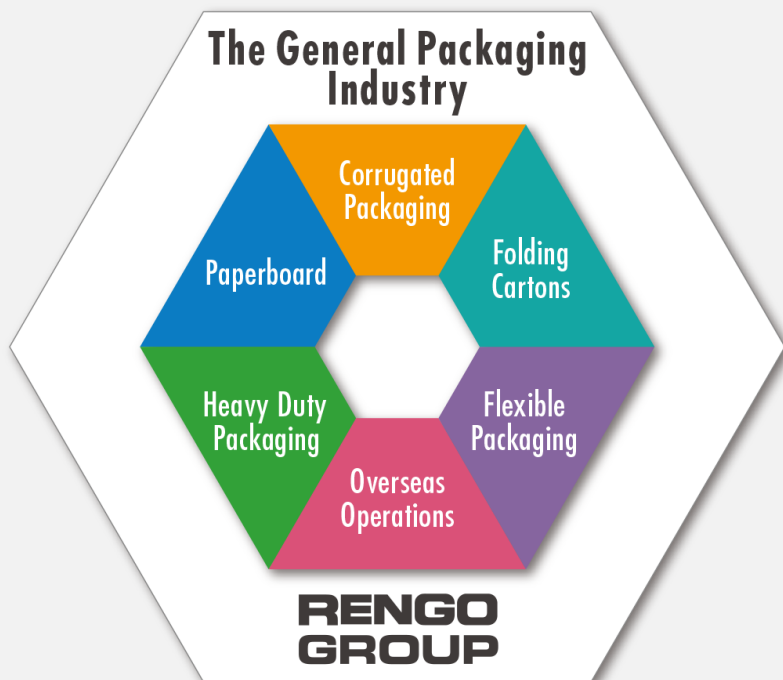 The General Packaging
Industry
Corrugated
Packaging
Folding
Cartons
Paperboard
Heavy Duty
Packaging
Flexible
Packaging
Overseas
Operations
RENGO
GROUP